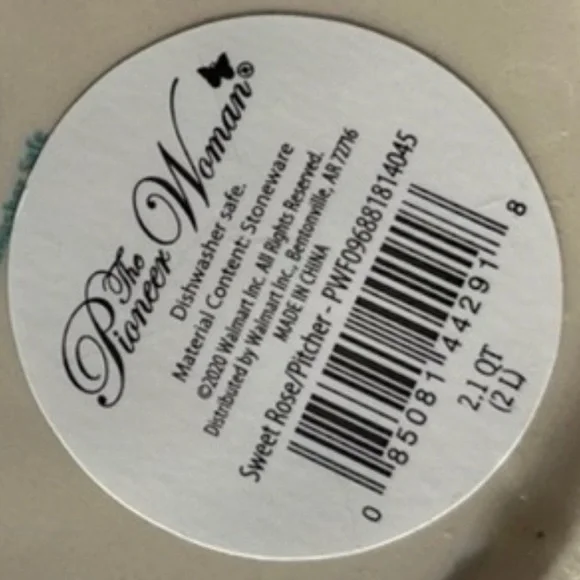 The
Pioneer Woman®
Dishwasher safe.
Material Content: Stoneware
©2020 Walmart Inc. All Rights Reserved.
Distributed by Walmart Inc., Bentonville, AR 72716
MADE IN CHINA
Sweet Rose/Pitcher - PWF096881814045
0 85081 44291 8
2.1 QT
(2 L)